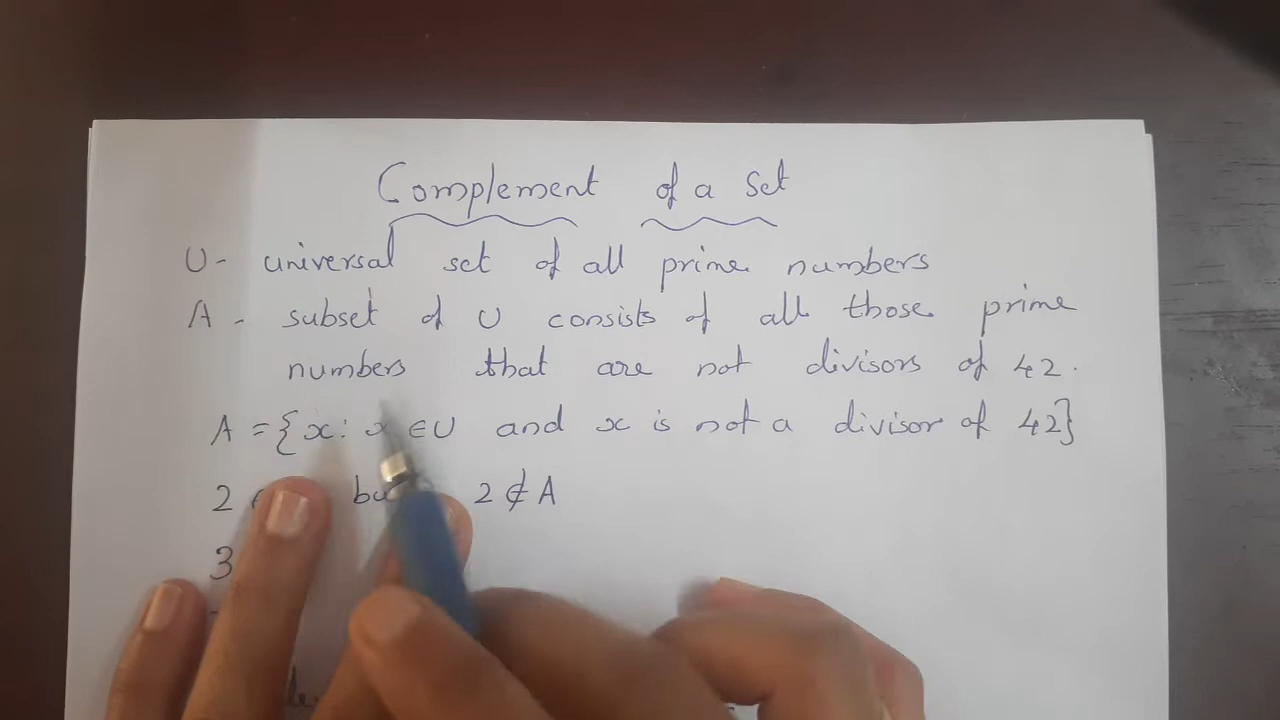 Complement of a Set
U- universal set of all prime numbers
A - subset of U consists of all those prime
numbers that are not divisors of 42.
A = {x: x ∈ U and x is not a divisor of 42}
2 2 ∉ A
3